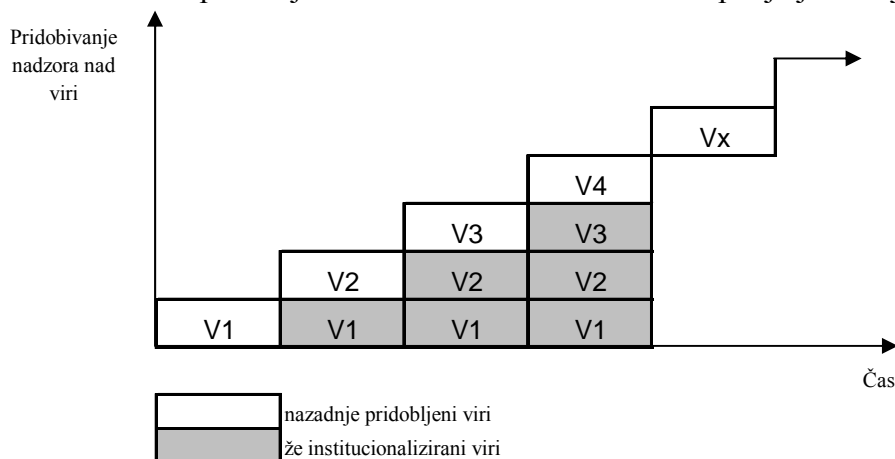 Pridobivanje
nadzora nad
viri
Vx
V4
V3 V3
V2 V2 V2
V1 V1 V1 V1
Čas
nazadnje pridobljeni viri
že institucionalizirani viri